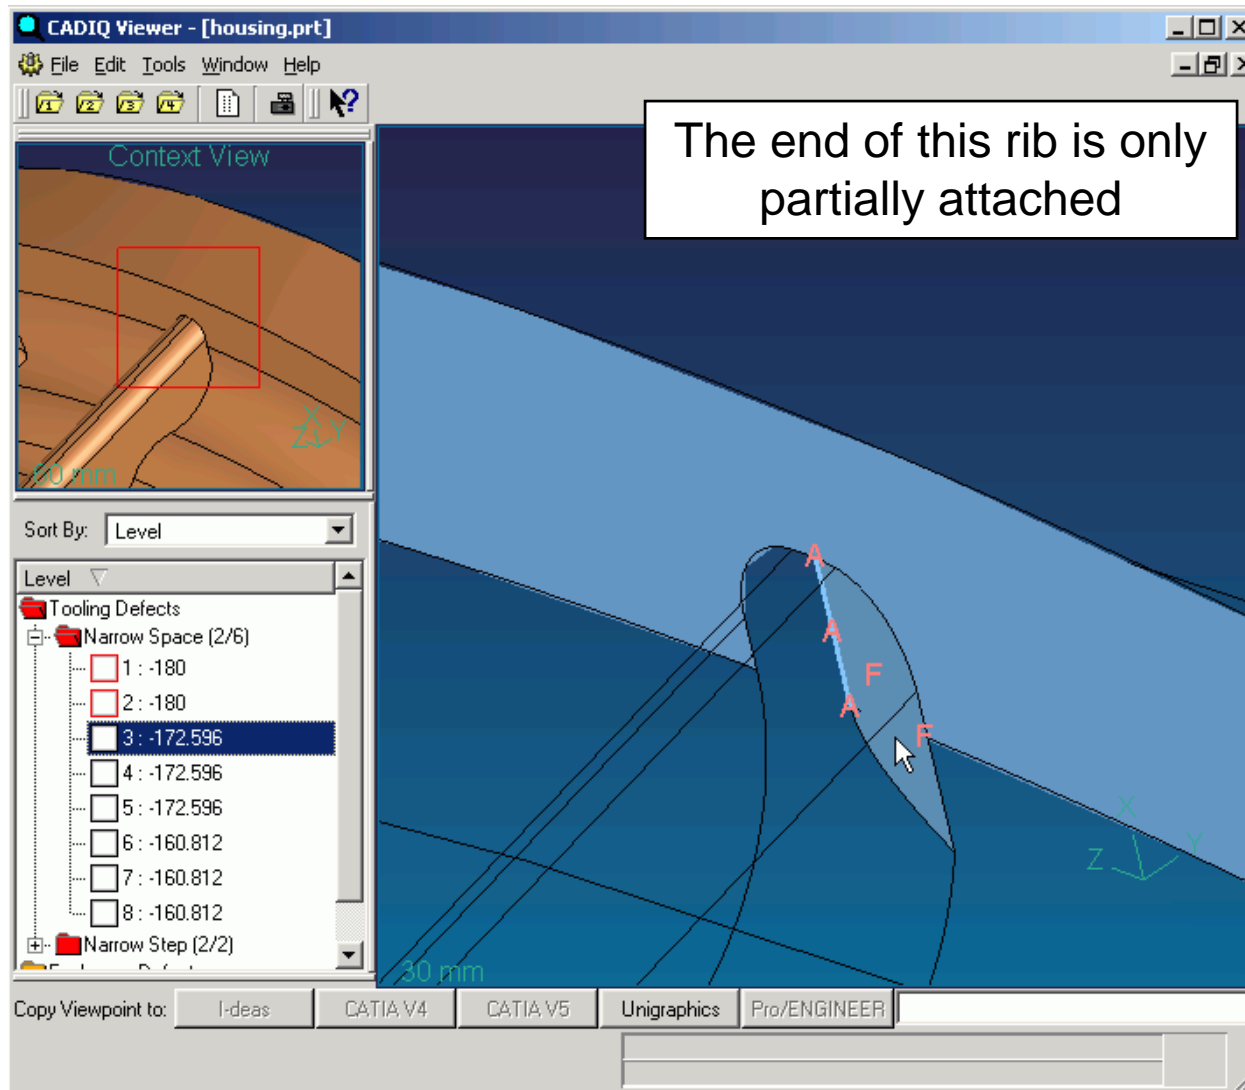 CADIQ Viewer - [housing.prt]
File Edit Tools Window Help
The end of this rib is only
partially attached
Context View
X
Z Y
60 mm
Sort By: Level
Level
Tooling Defects
Narrow Space (2/6)
1 : -180
2 : -180
3 : -172.596
4 : -172.596
5 : -172.596
6 : -160.812
7 : -160.812
8 : -160.812
Narrow Step (2/2)
A
A
F
A
F
X
Y
Z
30 mm
Copy Viewpoint to: I-deas CATIA V4 CATIA V5 Unigraphics Pro/ENGINEER